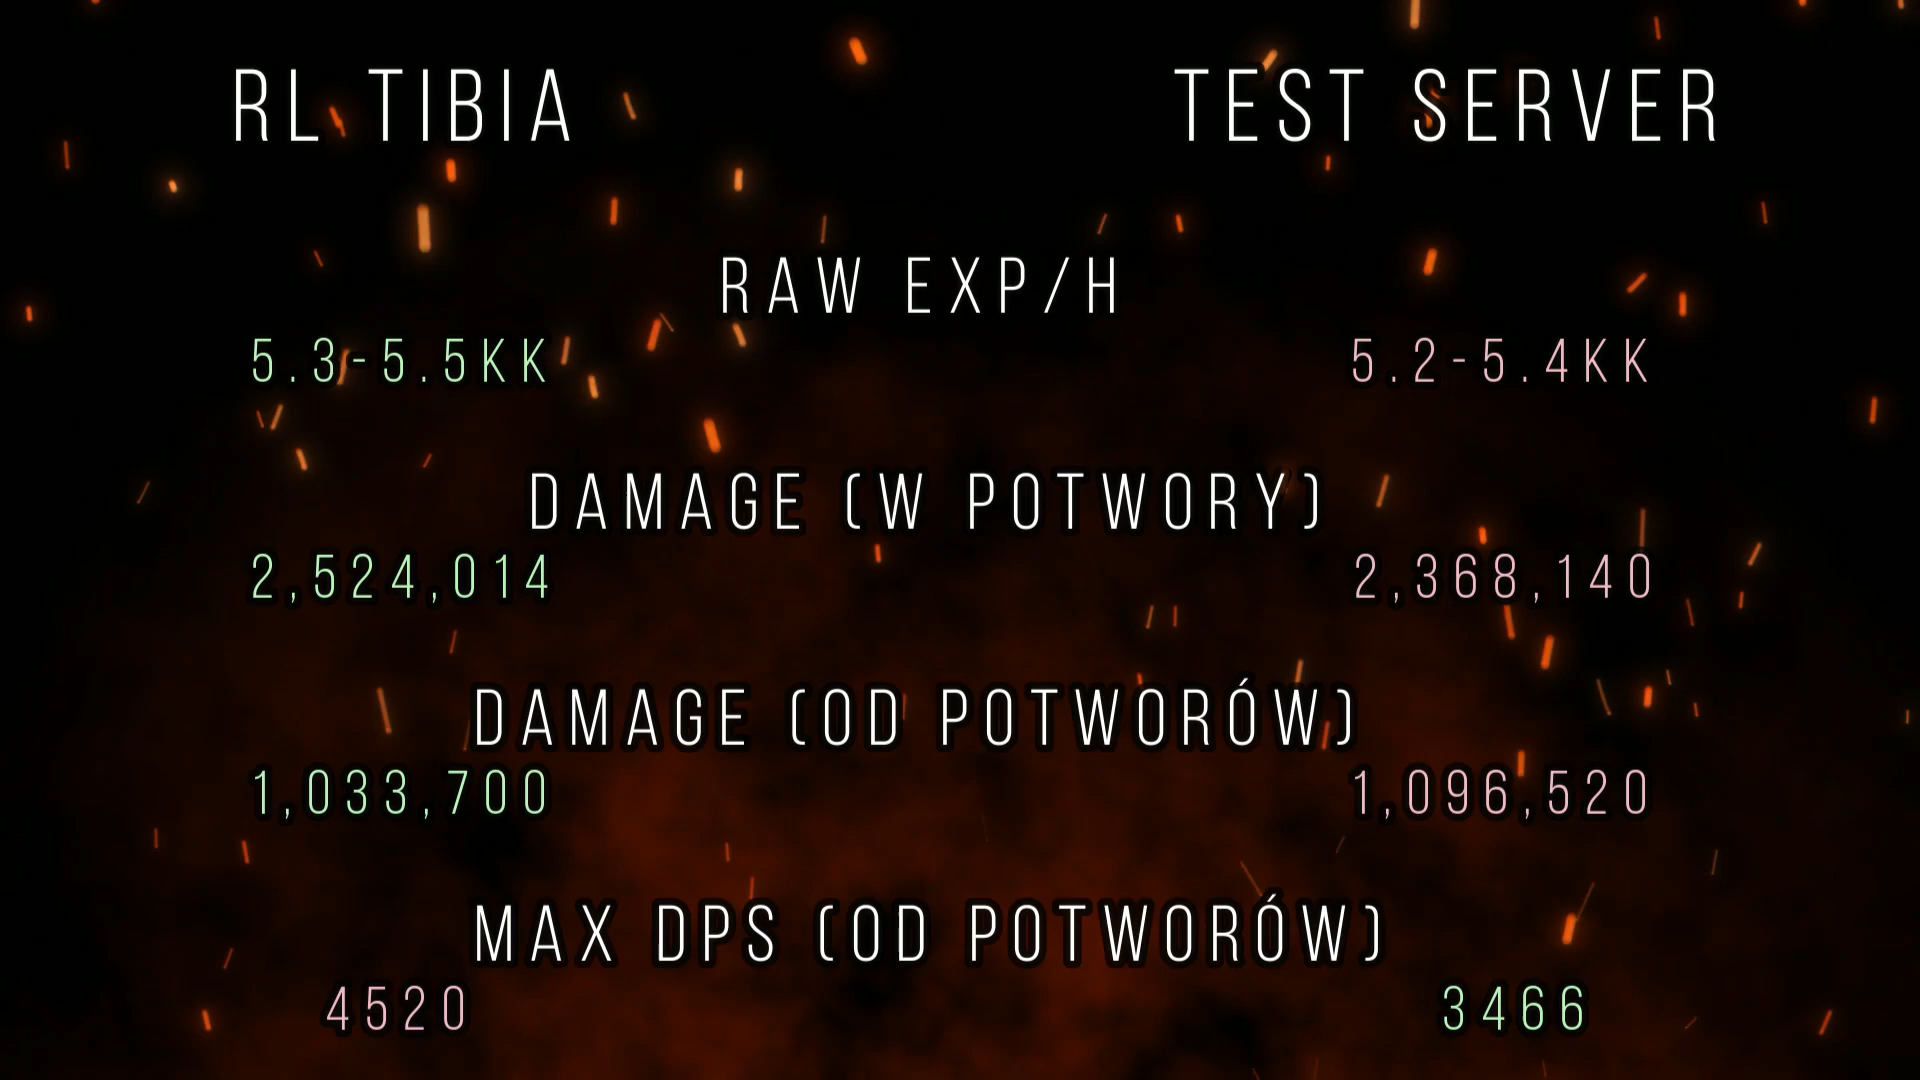 RL TIBIA
TEST SERVER
RAW EXP/H
5.3-5.5KK
5.2-5.4KK
DAMAGE (W POTWORY)
2,524,014
2,368,140
DAMAGE (OD POTWORÓW)
1,033,700
1,096,520
MAX DPS (OD POTWORÓW)
4520
3466